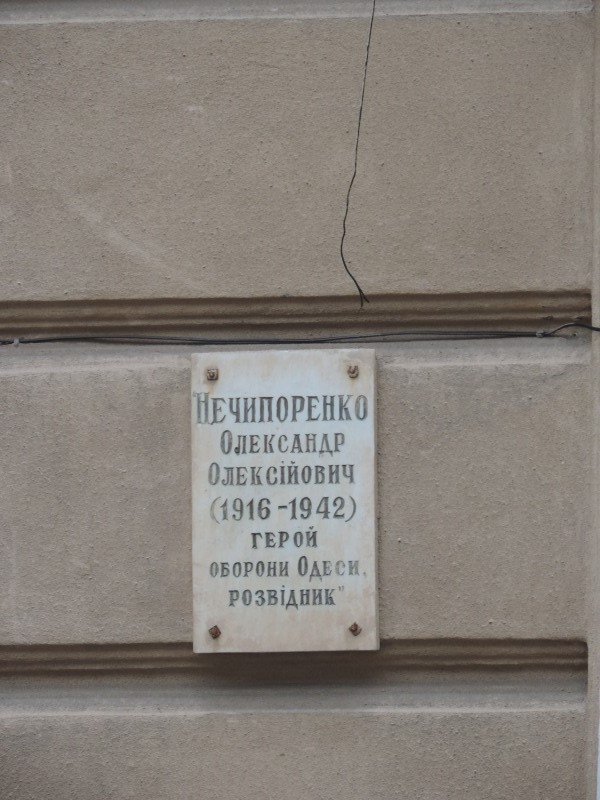 "НЕЧИПОРЕНКО
ОЛЕКСАНДР
ОЛЕКСІЙОВИЧ
(1916-1942)
ГЕРОЙ
ОБОРОНИ ОДЕСИ,
РОЗВІДНИК"